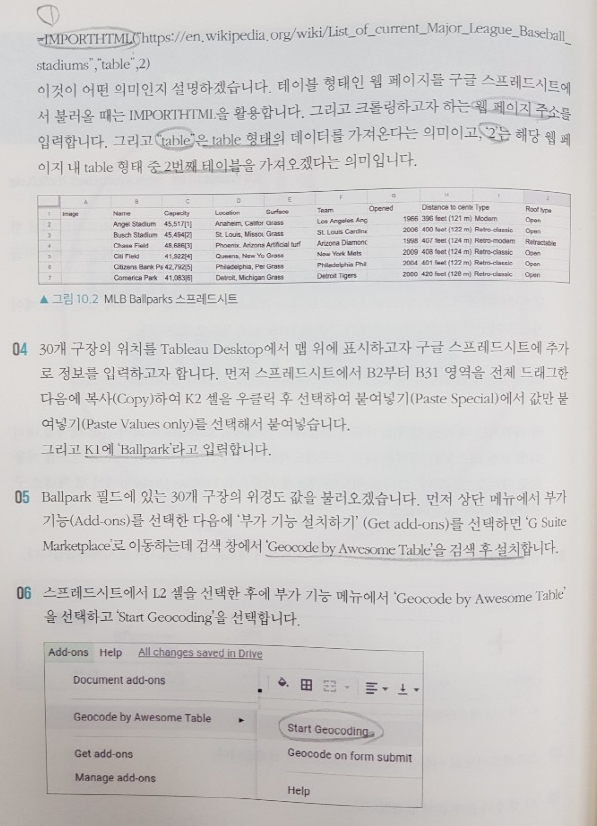 =IMPORTHTML("https://en.wikipedia.org/wiki/List_of_current_Major_League_Baseball_
stadiums","table",2)
이것이 어떤 의미인지 설명하겠습니다. 테이블 형태인 웹 페이지를 구글 스프레드시트에
서 불러올 때는 IMPORTHTML을 활용합니다. 그리고 크롤링하고자 하는 웹 페이지 주소를
입력합니다. 그리고 "table"은 table 형태의 데이터를 가져온다는 의미이고, '2'는 해당 웹 페
이지 내 table 형태 중 2번째 테이블을 가져오겠다는 의미입니다.
A B C D E F G H I J
1 Image Name Capacity Location Surface Team Opened Distance to cente Type Roof type
2 Angel Stadium 45,517[1] Anaheim, Califor Grass Los Angeles Ang 1966 396 feet (121 m) Modern Open
3 Busch Stadium 45,494[2] St. Louis, Missou Grass St. Louis Cardina 2006 400 feet (122 m) Retro-classic Open
4 Chase Field 48,686[3] Phoenix, Arizona Artificial turf Arizona Diamond 1998 407 feet (124 m) Retro-modern Retractable
5 Citi Field 41,922[4] Queens, New Yo Grass New York Mets 2009 408 feet (124 m) Retro-classic Open
6 Citizens Bank Pa 42,792[5] Philadelphia, Per Grass Philadelphia Phil 2004 401 feet (122 m) Retro-classic Open
7 Comerica Park 41,083[6] Detroit, Michigan Grass Detroit Tigers 2000 420 feet (128 m) Retro-classic Open
▲ 그림 10.2 MLB Ballparks 스프레드시트
04 30개 구장의 위치를 Tableau Desktop에서 맵 위에 표시하고자 구글 스프레드시트에 추가
로 정보를 입력하고자 합니다. 먼저 스프레드시트에서 B2부터 B31 영역을 전체 드래그한
다음에 복사(Copy)하여 K2 셀을 우클릭 후 선택하여 붙여넣기(Paste Special)에서 값만 붙
여넣기(Paste Values only)를 선택해서 붙여넣습니다.
그리고 K1에 'Ballpark'라고 입력합니다.
05 Ballpark 필드에 있는 30개 구장의 위경도 값을 불러오겠습니다. 먼저 상단 메뉴에서 부가
기능(Add-ons)를 선택한 다음에 '부가 기능 설치하기' (Get add-ons)를 선택하면 'G Suite
Marketplace'로 이동하는데 검색 창에서 'Geocode by Awesome Table'을 검색 후 설치합니다.
06 스프레드시트에서 L2 셀을 선택한 후에 부가 기능 메뉴에서 'Geocode by Awesome Table'
을 선택하고 'Start Geocoding'을 선택합니다.
Add-ons Help All changes saved in Drive
Document add-ons
Geocode by Awesome Table ▶
Start Geocoding
Get add-ons
Geocode on form submit
Manage add-ons
Help